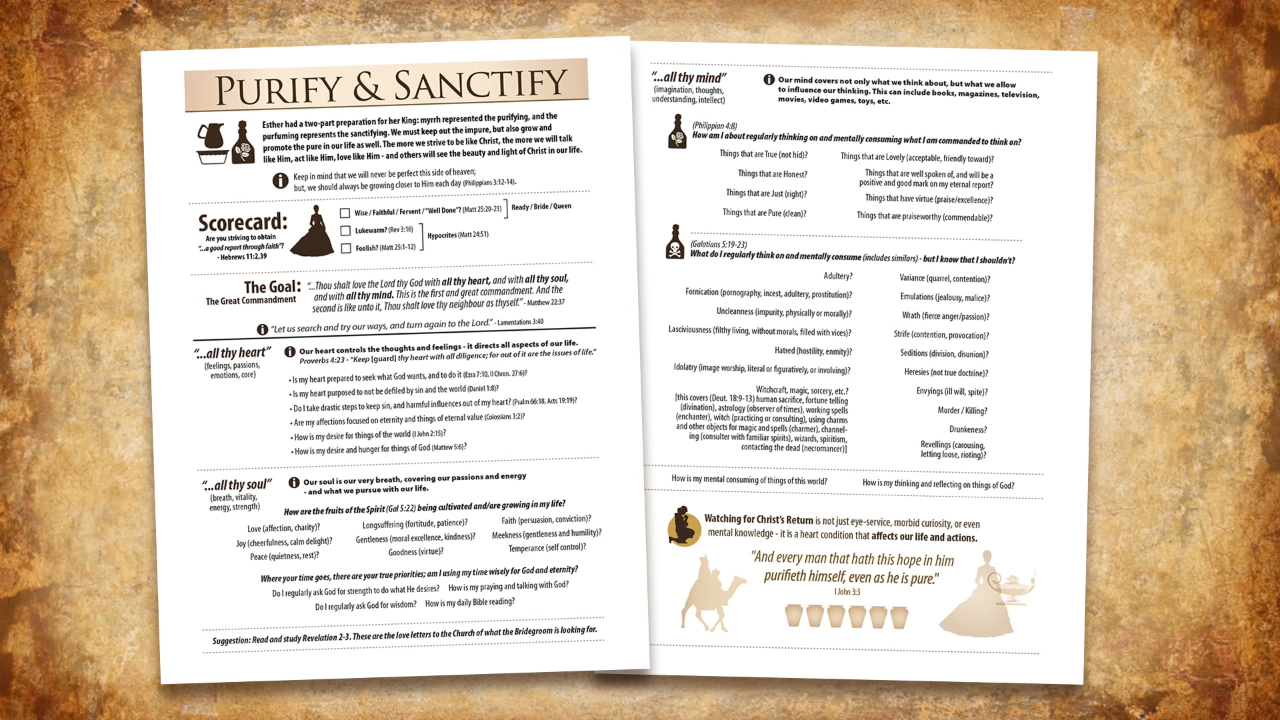 PURIFY & SANCTIFY
Esther had a two-part preparation for her King: myrrh represented the purifying, and the
purfuming represents the sanctifying. We must keep out the impure, but also grow and
promote the pure in our life as well. The more we strive to be like Christ, the more we will talk
like Him, act like Him, love like Him - and others will see the beauty and light of Christ in our life.
Keep in mind that we will never be perfect this side of heaven;
but, we should always be growing closer to Him each day (Philippians 3:12-14).
Scorecard:
Are you striving to obtain
"...a good report through faith"?
- Hebrews 11:2,39
Wise / Faithful / Fervent / "Well Done"? (Matt 25:20-23)
Ready / Bride / Queen
Lukewarm? (Rev 3:16)
Foolish? (Matt 25:1-12)
Hypocrites (Matt 24:51)
The Goal:
The Great Commandment
"...Thou shalt love the Lord thy God with all thy heart, and with all thy soul,
and with all thy mind. This is the first and great commandment. And the
second is like unto it, Thou shalt love thy neighbour as thyself." - Matthew 22:37
"Let us search and try our ways, and turn again to the Lord." - Lamentations 3:40
"...all thy heart"
(feelings, passions,
emotions, core)
Our heart controls the thoughts and feelings - it directs all aspects of our life.
Proverbs 4:23 - "Keep [guard] thy heart with all diligence; for out of it are the issues of life."
• Is my heart prepared to seek what God wants, and to do it (Ezra 7:10, II Chron. 27:6)?
• Is my heart purposed to not be defiled by sin and the world (Daniel 1:8)?
• Do I take drastic steps to keep sin, and harmful influences out of my heart? (Psalm 66:18, Acts 19:19)?
• Are my affections focused on eternity and things of eternal value (Colossians 3:2)?
• How is my desire for things of the world (I John 2:15)?
• How is my desire and hunger for things of God (Mattew 5:6)?
"...all thy soul"
(breath, vitality,
energy, strength)
Our soul is our very breath, covering our passions and energy
- and what we pursue with our life.
How are the fruits of the Spirit (Gal 5:22) being cultivated and/are growing in my life?
Love (affection, charity)?
Longsuffering (fortitude, patience)?
Faith (persuasion, conviction)?
Joy (cheerfulness, calm delight)?
Gentleness (moral excellence, kindness)?
Meekness (gentleness and humility)?
Peace (quietness, rest)?
Goodness (virtue)?
Temperance (self control)?
Where your time goes, there are your true priorities; am I using my time wisely for God and eternity?
Do I regularly ask God for strength to do what He desires? How is my praying and talking with God?
Do I regularly ask God for wisdom? How is my daily Bible reading?
Suggestion: Read and study Revelation 2-3. These are the love letters to the Church of what the Bridegroom is looking for.
"...all thy mind"
(imagination, thoughts,
understanding, intellect)
Our mind covers not only what we think about, but what we allow
to influence our thinking. This can include books, magazines, television,
movies, video games, toys, etc.
(Philippian 4:8)
How am I about regularly thinking on and mentally consuming what I am commanded to think on?
Things that are True (not hid)?
Things that are Honest?
Things that are Just (right)?
Things that are Pure (clean)?
Things that are Lovely (acceptable, friendly toward)?
Things that are well spoken of, and will be a
positive and good mark on my eternal report?
Things that have virtue (praise/excellence)?
Things that are praiseworthy (commendable)?
(Galatians 5:19-23)
What do I regularly think on and mentally consume (includes similars) - but I know that I shouldn't?
Adultery?
Fornication (pornography, incest, adultery, prostitution)?
Uncleanness (impurity, physically or morally)?
Lasciviousness (filthy living, without morals, filled with vices)?
Hatred (hostility, enmity)?
Idolatry (image worship, literal or figuratively, or involving)?
Witchcraft, magic, sorcery, etc.?
[this covers (Deut. 18:9-13) human sacrifice, fortune telling
(divination), astrology (observer of times), working spells
(enchanter), witch (practicing or consulting), using charms
and other objects for magic and spells (charmer), channel-
ing (consulter with familiar spirits), wizards, spiritism,
contacting the dead (necromancer)]
Variance (quarrel, contention)?
Emulations (jealousy, malice)?
Wrath (fierce anger/passion)?
Strife (contention, provocation)?
Seditions (division, disunion)?
Heresies (not true doctrine)?
Envyings (ill will, spite)?
Murder / Killing?
Drunkeness?
Revellings (carousing,
letting loose, rioting)?
How is my mental consuming of things of this world?
How is my thinking and reflecting on things of God?
Watching for Christ's Return is not just eye-service, morbid curiosity, or even
mental knowledge - it is a heart condition that affects our life and actions.
"And every man that hath this hope in him
purifieth himself, even as he is pure."
I John 3:3